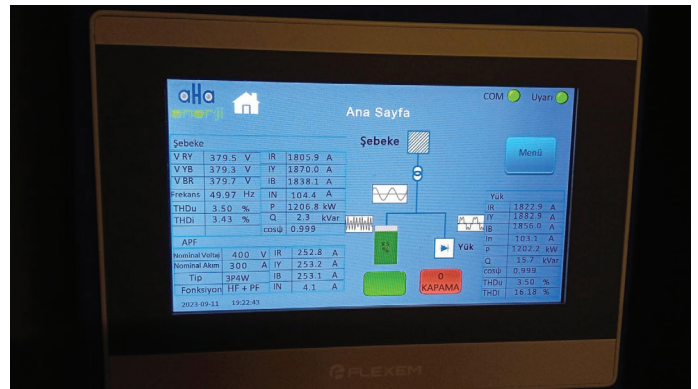 aHa
enerji
Ana Sayfa
COM Uyarı
Menü
Şebeke
Şebeke
V RY 379.5 V IR 1805.9 A
V YB 379.3 V IY 1870.0 A
V BR 379.7 V IB 1838.1 A
Frekans 49.97 Hz IN 104.4 A
THDu 3.50 % P 1206.8 kW
THDi 3.43 % Q 2.3 kVar
cosψ 0.999
APF
Nominal Voltaj 400 V IR 252.8 A
Nominal Akım 300 A IY 253.2 A
Tip 3P4W IB 253.1 A
Fonksiyon HF + PF IN 4.1 A
2023-09-11 19:22:43
Yük
0
KAPAMA
Yük
IR 1822.9 A
IY 1882.9 A
IB 1856.0 A
In 103.1 A
P 1202.2 kW
Q 15.7 kVar
cosψ 0.999
THDu 3.50 %
THDi 16.18 %
PLEXEM